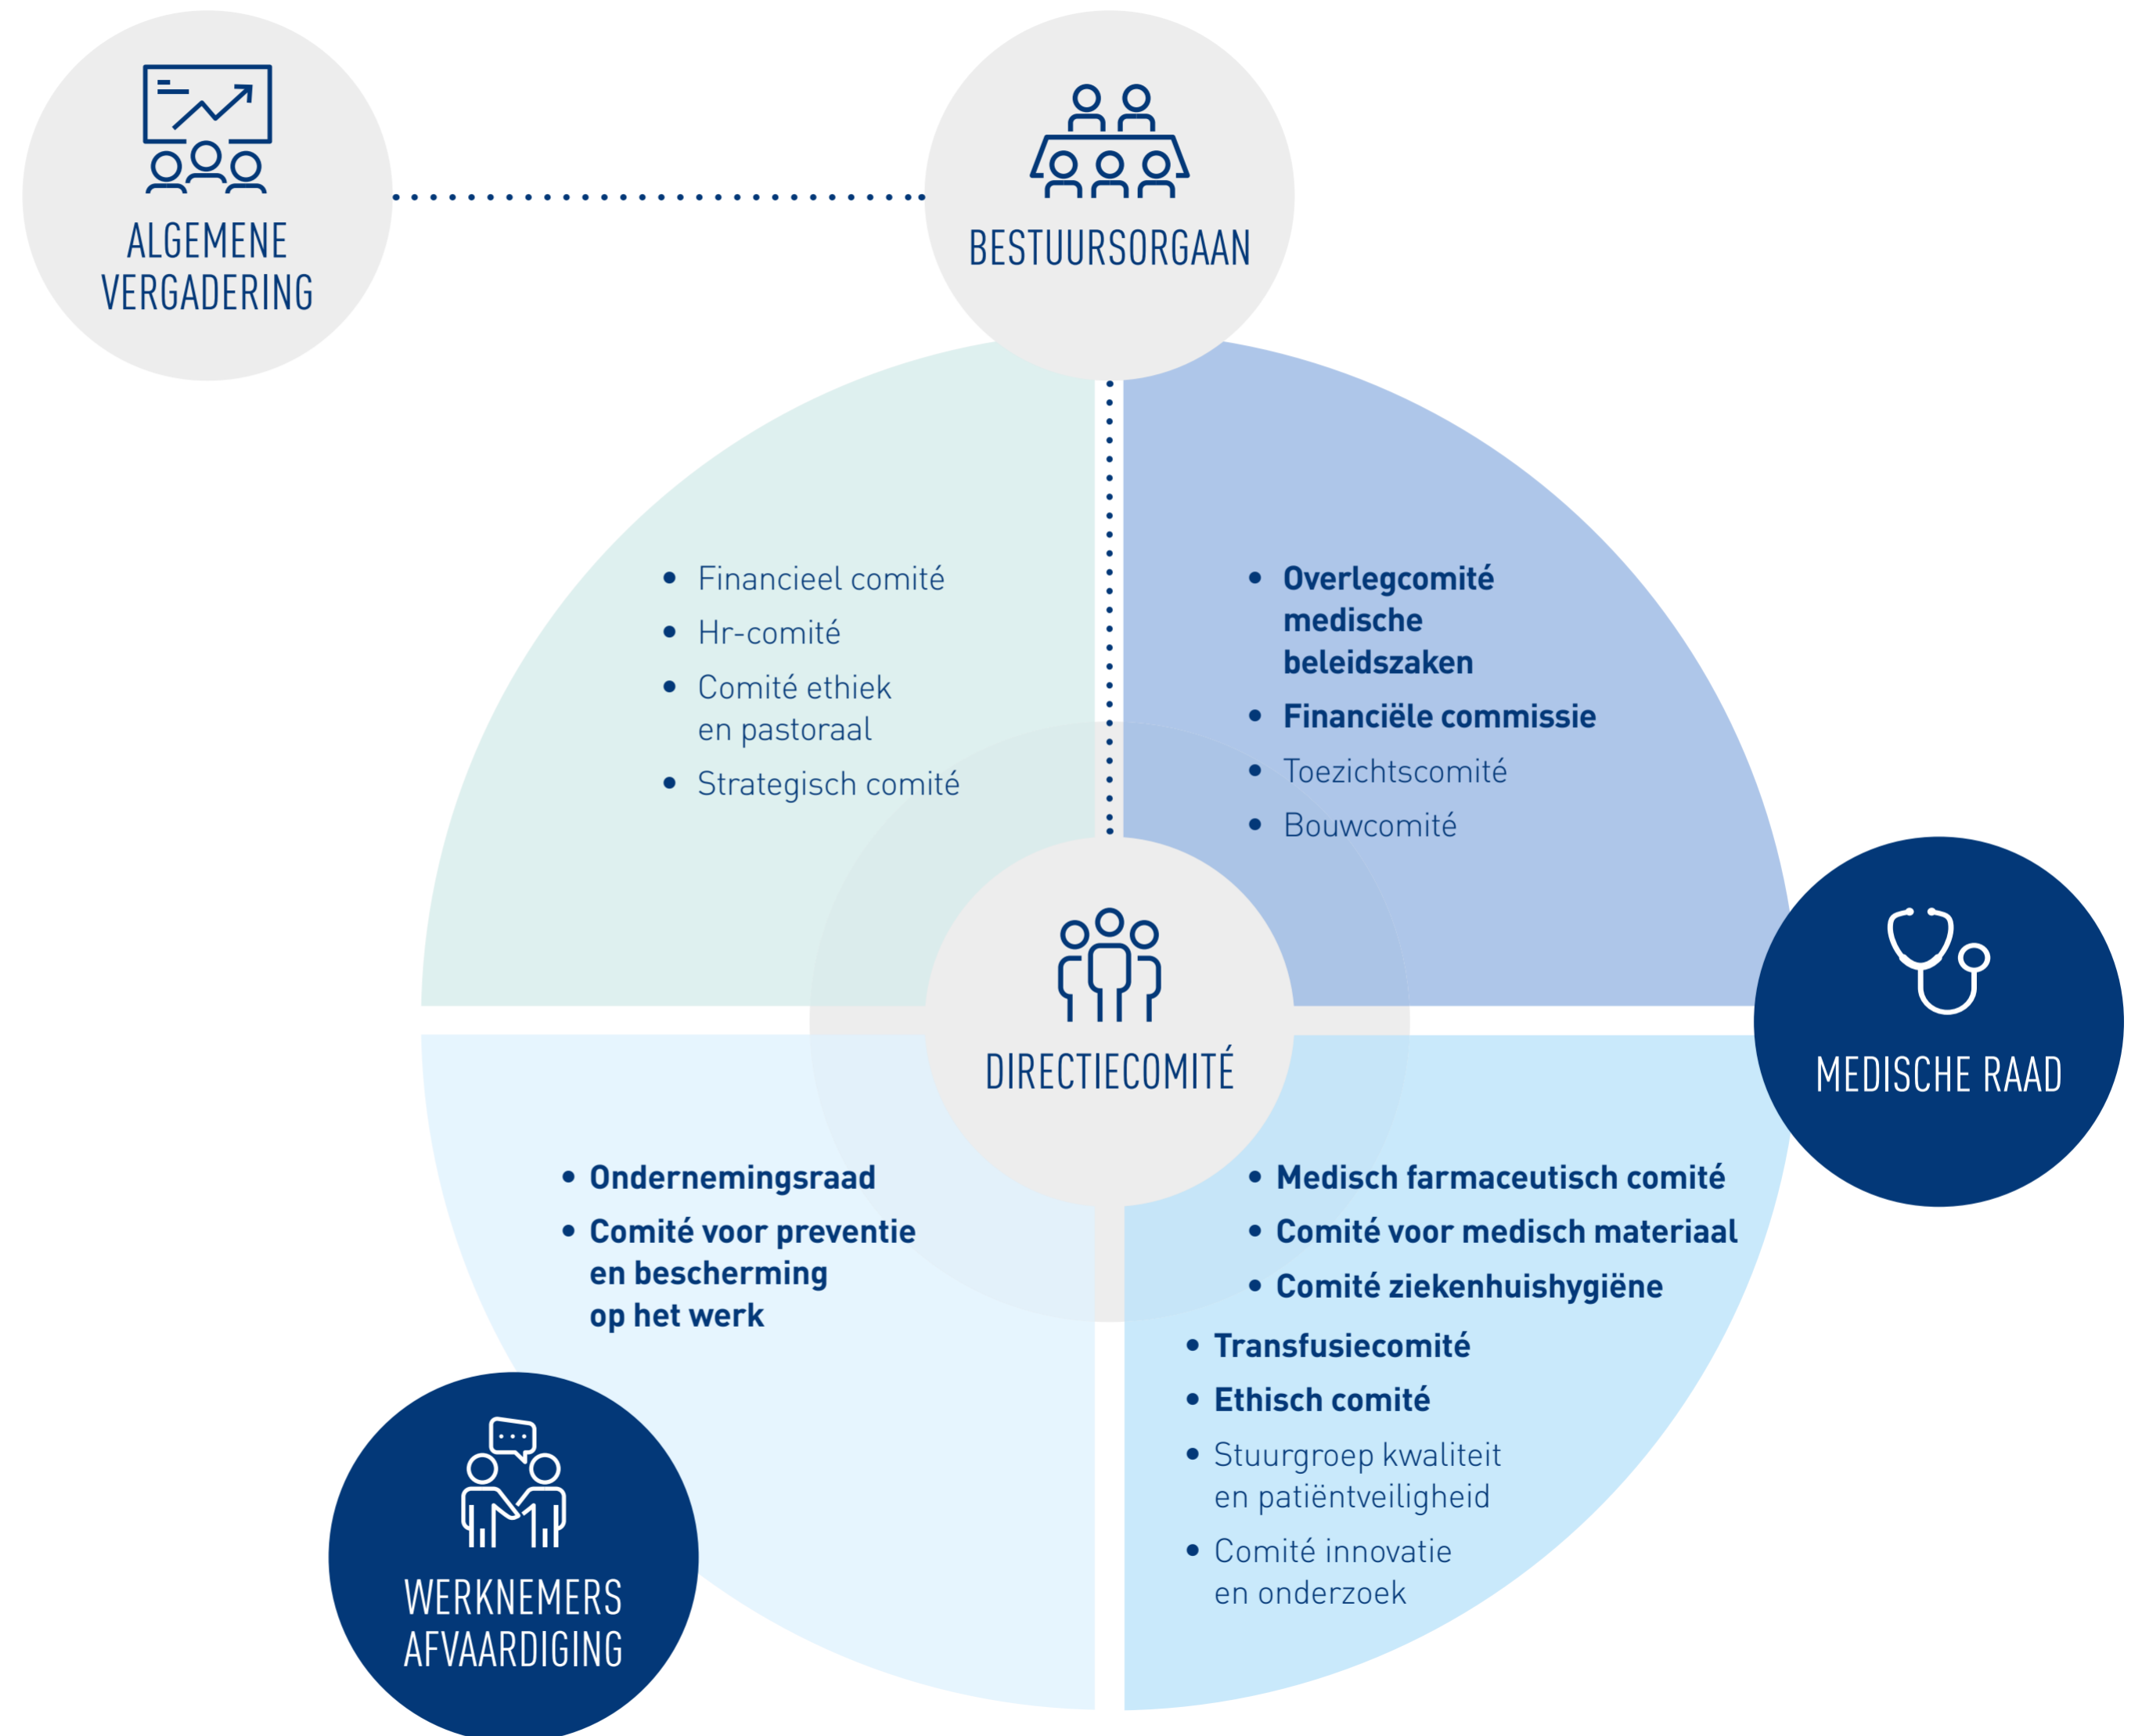 ALGEMENE
VERGADERING
BESTUURSORGAAN
• Financieel comité
• Hr-comité
• Comité ethiek
en pastoraal
• Strategisch comité
• Overlegcomité
medische
beleidszaken
• Financiële commissie
• Toezichtscomité
• Bouwcomité
DIRECTIECOMITÉ
MEDISCHE RAAD
• Ondernemingsraad
• Comité voor preventie
en bescherming
op het werk
• Medisch farmaceutisch comité
• Comité voor medisch materiaal
• Comité ziekenhuishygiëne
• Transfusiecomité
• Ethisch comité
• Stuurgroep kwaliteit
en patiëntveiligheid
• Comité innovatie
en onderzoek
WERKNEMERS
AFVAARDIGING